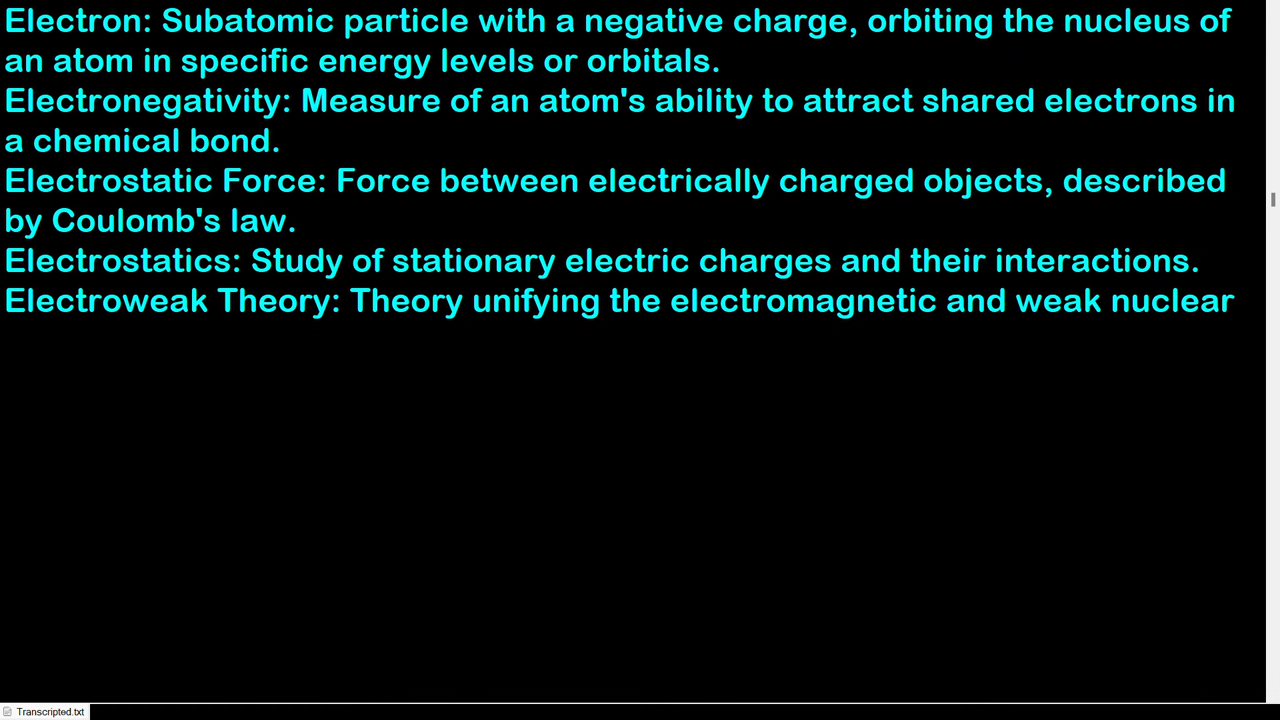 Electron: Subatomic particle with a negative charge, orbiting the nucleus of
an atom in specific energy levels or orbitals.
Electronegativity: Measure of an atom's ability to attract shared electrons in
a chemical bond.
Electrostatic Force: Force between electrically charged objects, described
by Coulomb's law.
Electrostatics: Study of stationary electric charges and their interactions.
Electroweak Theory: Theory unifying the electromagnetic and weak nuclear
Transcripted.txt